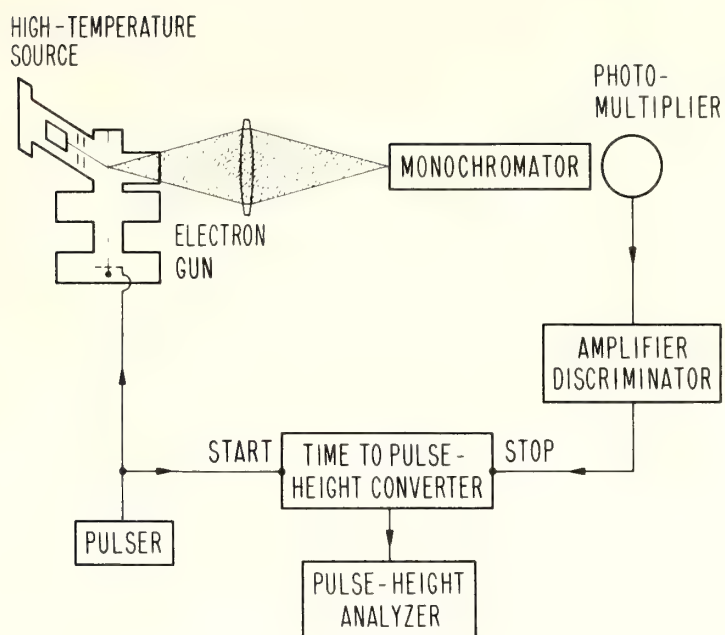 HIGH-TEMPERATURE
SOURCE
PHOTO-
MULTIPLIER
MONOCHROMATOR
ELECTRON
GUN
AMPLIFIER
DISCRIMINATOR
START
TIME TO PULSE-
HEIGHT CONVERTER
STOP
PULSER
PULSE-HEIGHT
ANALYZER